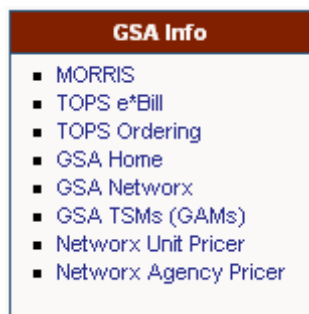 GSA Info
MORRIS
TOPS e*Bill
TOPS Ordering
GSA Home
GSA Networx
GSA TSMs (GAMs)
Networx Unit Pricer
Networx Agency Pricer